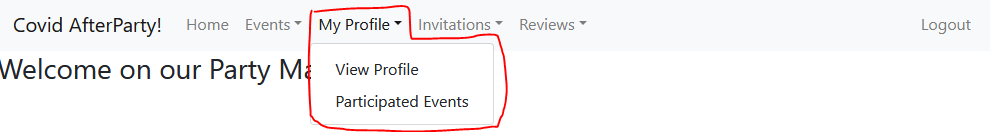 Covid AfterParty! Home Events My Profile Invitations Reviews Logout
View Profile
Welcome on our Party Ma
Participated Events